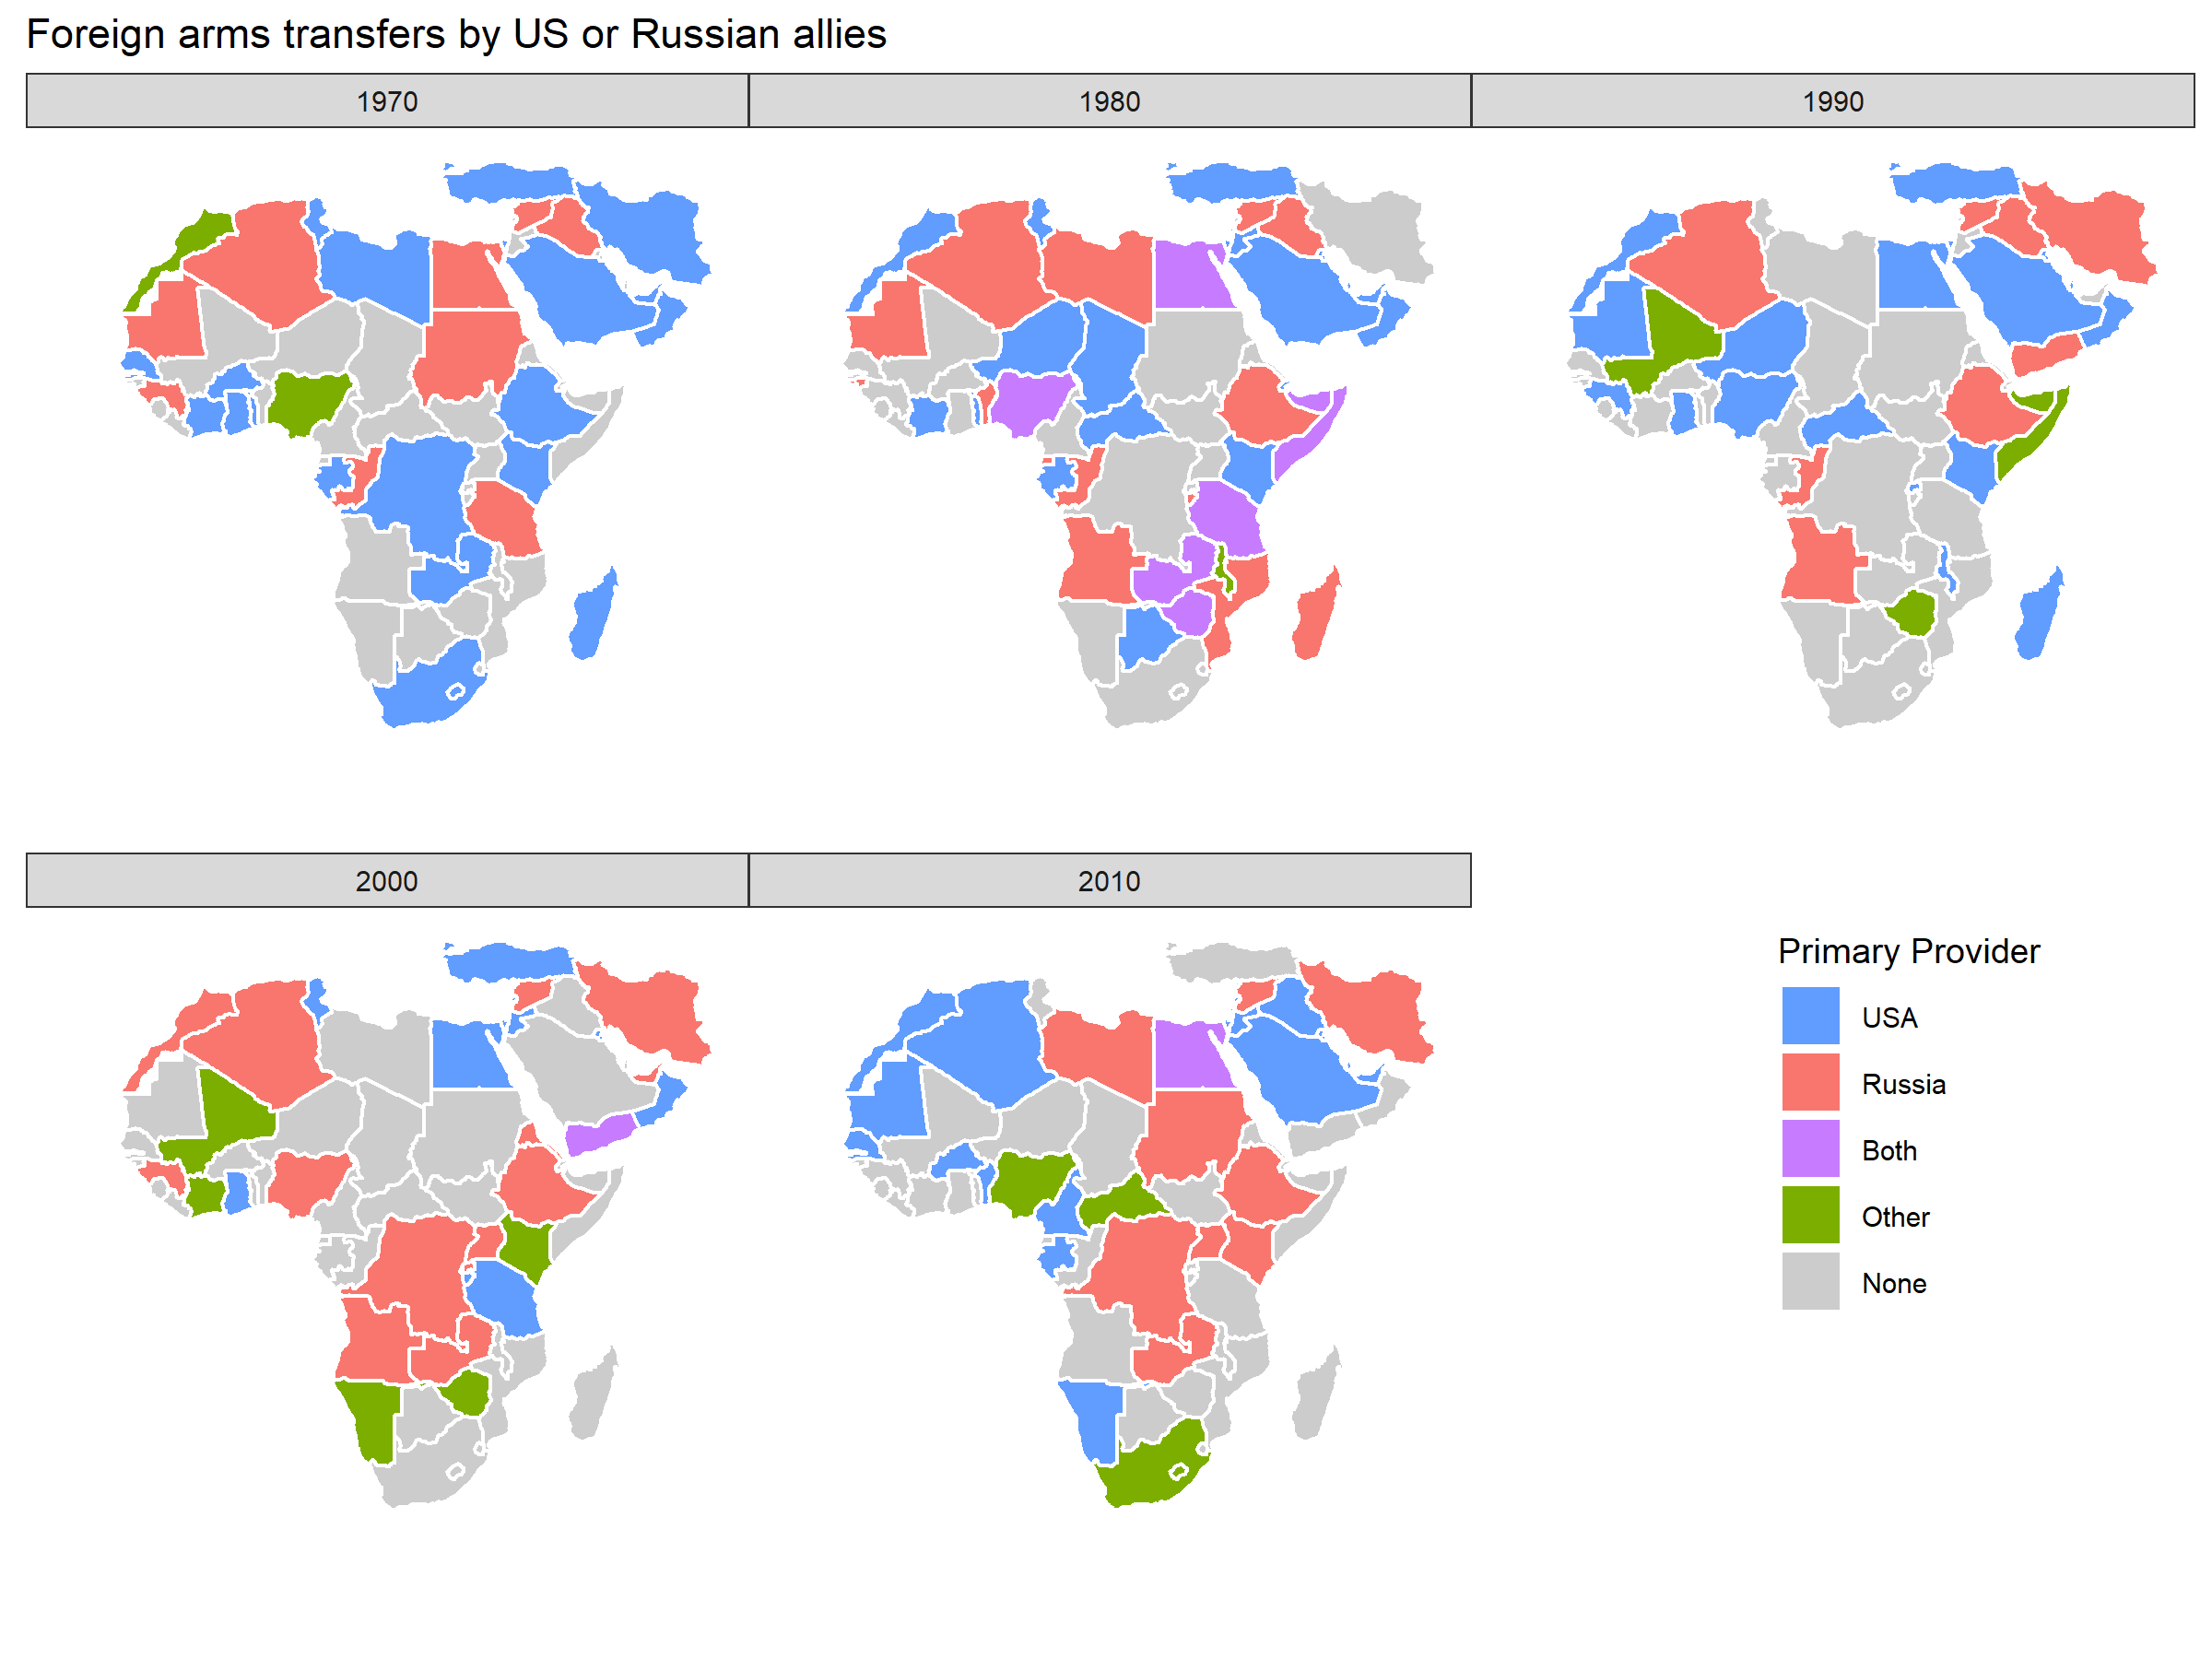 Foreign arms transfers by US or Russian allies
1970
1980
1990
2000
2010
Primary Provider
USA
Russia
Both
Other
None